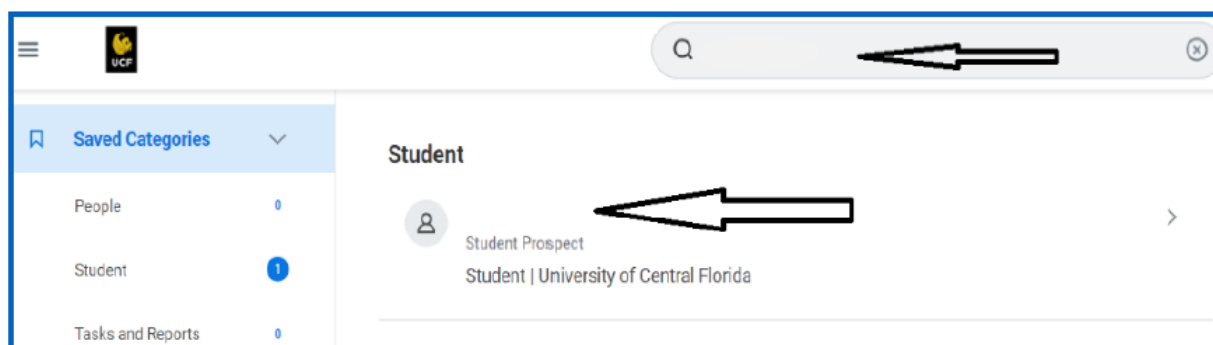 UCF
Saved Categories
Student
People 0
Student Prospect
Student 1
Student | University of Central Florida
Tasks and Reports 0